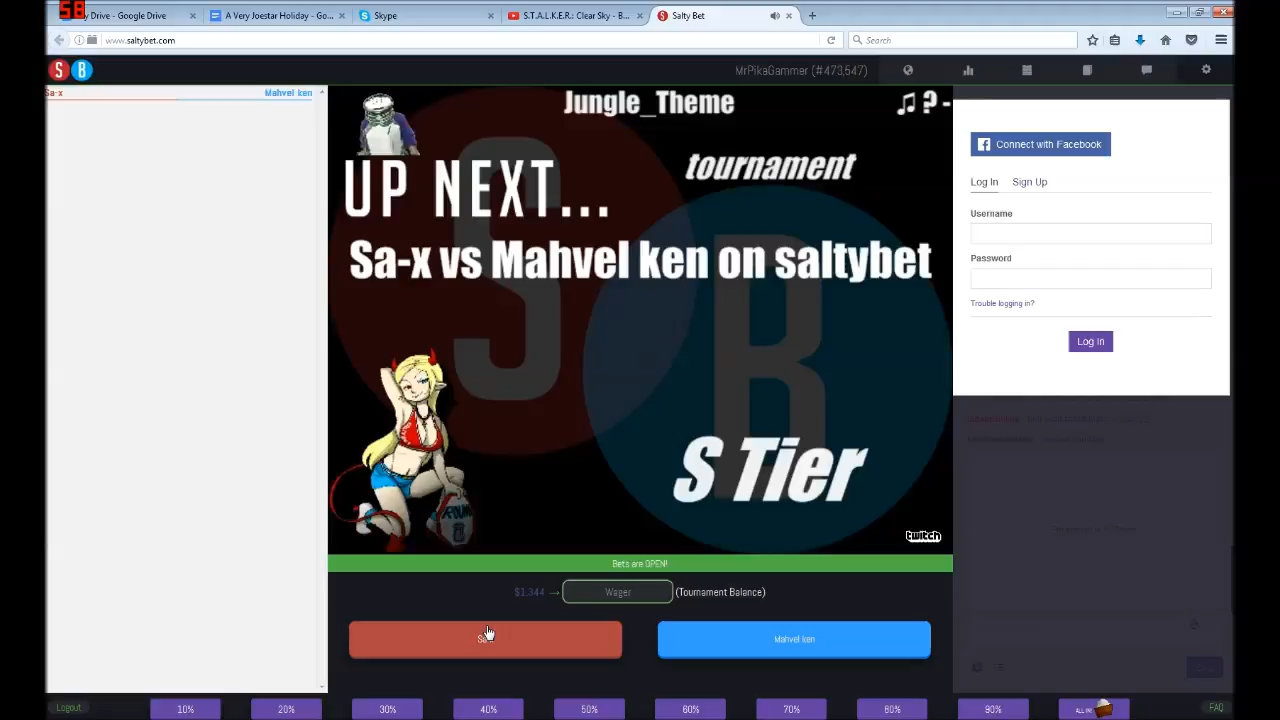 58
y Drive - Google Drive
A Very Joestar Holiday - Go...
Skype
S.T.A.L.K.E.R.: Clear Sky - B...
Salty Bet
www.saltybet.com
Search
S B
MrPikaGammer (#473,547)
Sa-x
Mahvel ken
Jungle_Theme
? -
tournament
UP NEXT...
Sa-x vs Mahvel ken on saltybet
S B
S Tier
twitch
Bets are OPEN!
$1,344 → Wager (Tournament Balance)
Mahvel ken
Connect with Facebook
Log In
Sign Up
Username
Password
Trouble logging in?
Log In
Logout
10%
20%
30%
40%
50%
60%
70%
80%
90%
ALL IN!
FAQ